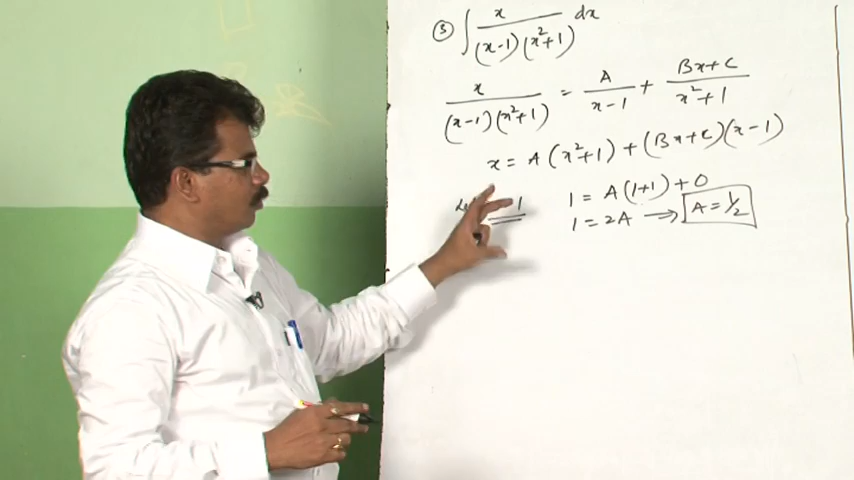 ③ ∫ x / (x-1)(x²+1) dx
x / (x-1)(x²+1) = A / x-1 + Bx+C / x²+1
x = A(x²+1) + (Bx+C)(x-1)
1 = A(1+1) + 0
1 = 2A → A = 1/2